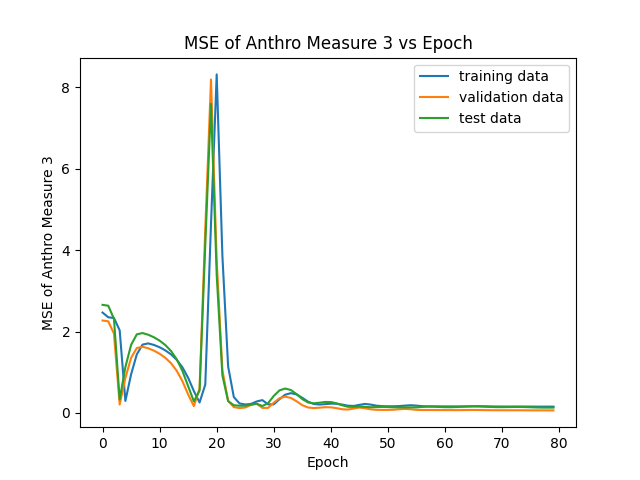 MSE of Anthro Measure 3 vs Epoch
training data
validation data
test data
MSE of Anthro Measure 3
8
6
4
2
0
0 10 20 30 40 50 60 70 80
Epoch